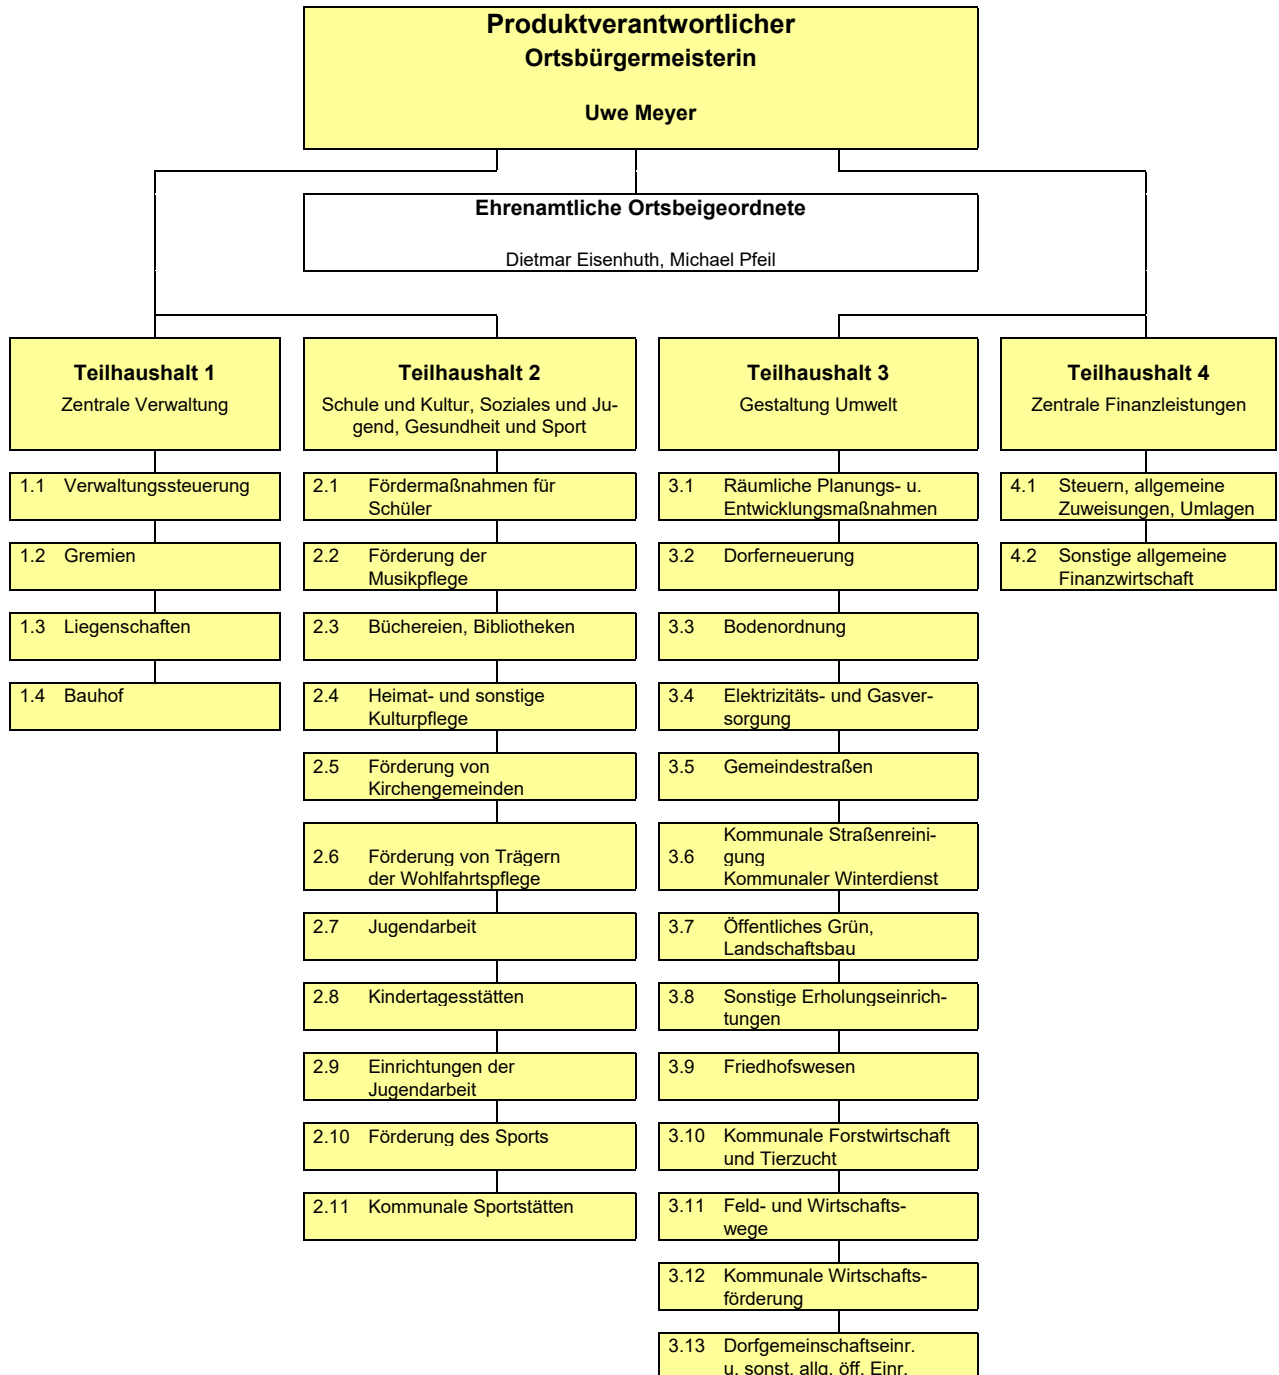 Produktverantwortlicher
Ortsbürgermeisterin
Uwe Meyer
Ehrenamtliche Ortsbeigeordnete
Dietmar Eisenhuth, Michael Pfeil
Teilhaushalt 1
Zentrale Verwaltung
1.1 Verwaltungssteuerung
1.2 Gremien
1.3 Liegenschaften
1.4 Bauhof
Teilhaushalt 2
Schule und Kultur, Soziales und Ju-
gend, Gesundheit und Sport
2.1 Fördermaßnahmen für
Schüler
2.2 Förderung der
Musikpflege
2.3 Büchereien, Bibliotheken
2.4 Heimat- und sonstige
Kulturpflege
2.5 Förderung von
Kirchengemeinden
2.6 Förderung von Trägern
der Wohlfahrtspflege
2.7 Jugendarbeit
2.8 Kindertagesstätten
2.9 Einrichtungen der
Jugendarbeit
2.10 Förderung des Sports
2.11 Kommunale Sportstätten
Teilhaushalt 3
Gestaltung Umwelt
3.1 Räumliche Planungs- u.
Entwicklungsmaßnahmen
3.2 Dorferneuerung
3.3 Bodenordnung
3.4 Elektrizitäts- und Gasver-
sorgung
3.5 Gemeindestraßen
Kommunale Straßenreini-
3.6 gung
Kommunaler Winterdienst
3.7 Öffentliches Grün,
Landschaftsbau
3.8 Sonstige Erholungseinrich-
tungen
3.9 Friedhofswesen
3.10 Kommunale Forstwirtschaft
und Tierzucht
3.11 Feld- und Wirtschafts-
wege
3.12 Kommunale Wirtschafts-
förderung
3.13 Dorfgemeinschaftseinr.
u. sonst. allg. öff. Einr.
Teilhaushalt 4
Zentrale Finanzleistungen
4.1 Steuern, allgemeine
Zuweisungen, Umlagen
4.2 Sonstige allgemeine
Finanzwirtschaft